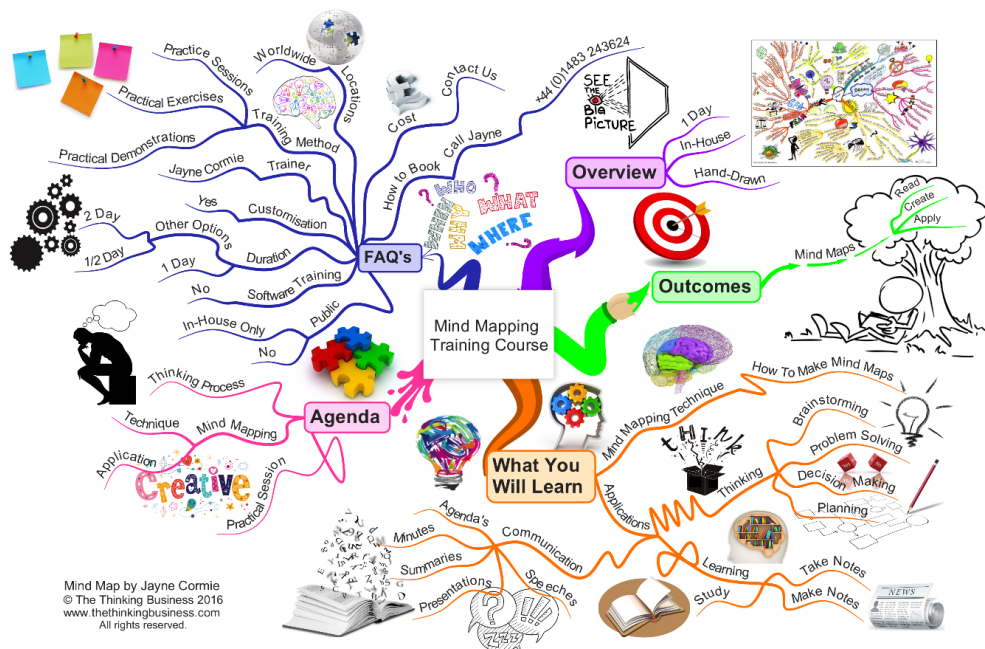 Mind Mapping
Training Course
Overview
1 Day
In-House
Hand-Drawn
SEE
THE
BIG
PICTURE
Outcomes
Mind Maps
Read
Create
Apply
What You
Will Learn
Mind Mapping Technique
How To Make Mind Maps
Applications
Thinking
Brainstorming
Problem Solving
Decision Making
Planning
THINK
Learning
Take Notes
Make Notes
Study
NEWS
Communication
Agenda's
Minutes
Summaries
Presentations
Speeches
?
!!!
ZZZ
Agenda
Thinking Process
Mind Mapping
Technique
Application
Practical Session
Creative
FAQ's
Public
In-House Only
No
Software Training
No
Duration
1 Day
Other Options
2 Day
1/2 Day
Customisation
Yes
Trainer
Jayne Cormie
Training Method
Practice Sessions
Practical Exercises
Practical Demonstrations
Locations
Worldwide
Cost
Contact Us
£
How to Book
Call Jayne
+44 (0)1483 243624
? WHO ?
WHEN
WHY
WHAT
WHERE
?
Mind Map by Jayne Cormie
© The Thinking Business 2016
www.thethinkingbusiness.com
All rights reserved.